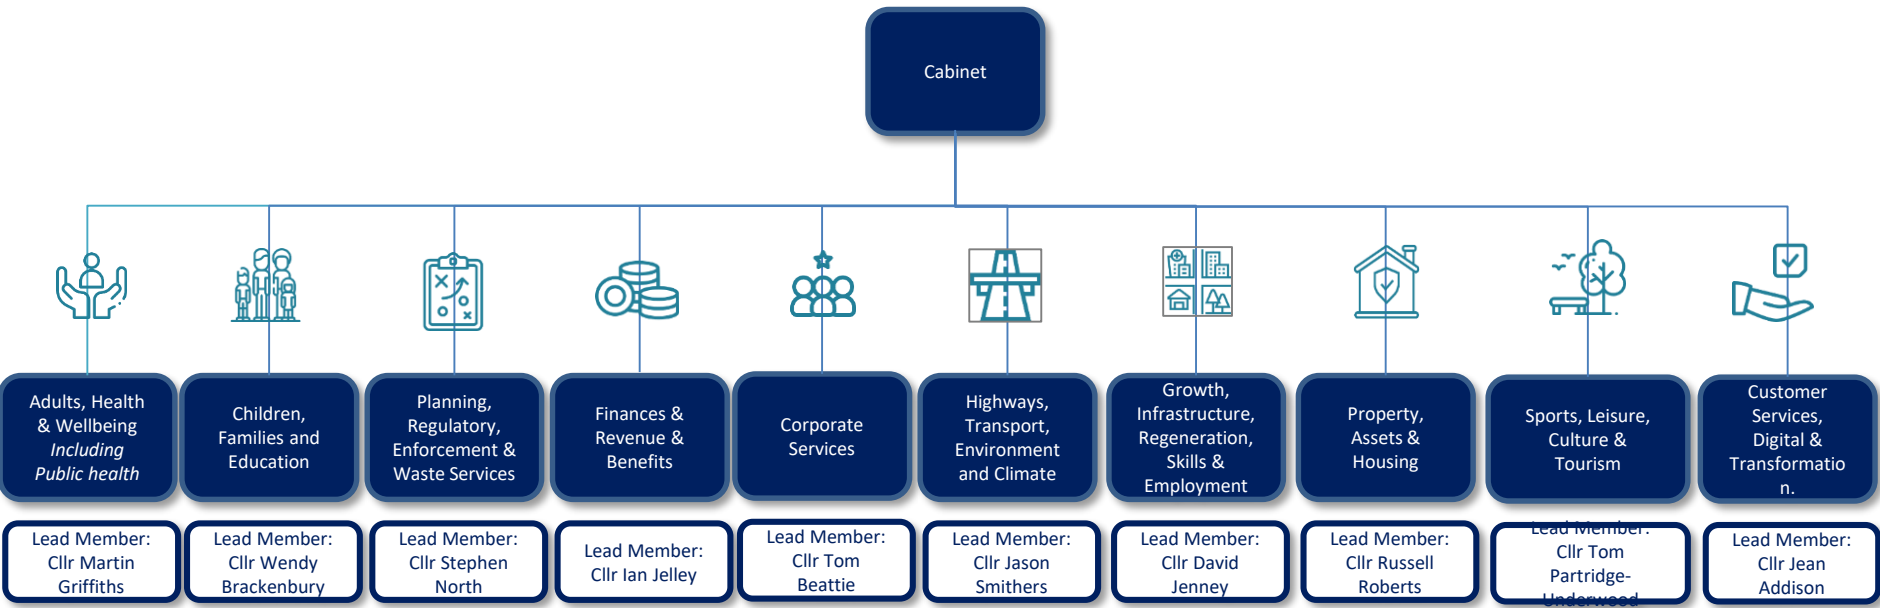 Cabinet
Adults, Health
& Wellbeing
Including
Public health
Children,
Families and
Education
Planning,
Regulatory,
Enforcement &
Waste Services
Finances &
Revenue &
Benefits
Corporate
Services
Highways,
Transport,
Environment
and Climate
Growth,
Infrastructure,
Regeneration,
Skills &
Employment
Property,
Assets &
Housing
Sports, Leisure,
Culture &
Tourism
Customer
Services,
Digital &
Transformatio
n.
Lead Member:
Cllr Martin
Griffiths
Lead Member:
Cllr Wendy
Brackenbury
Lead Member:
Cllr Stephen
North
Lead Member:
Cllr Ian Jelley
Lead Member:
Cllr Tom
Beattie
Lead Member:
Cllr Jason
Smithers
Lead Member:
Cllr David
Jenney
Lead Member:
Cllr Russell
Roberts
Lead Member:
Cllr Tom
Partridge-
Underwood
Lead Member:
Cllr Jean
Addison